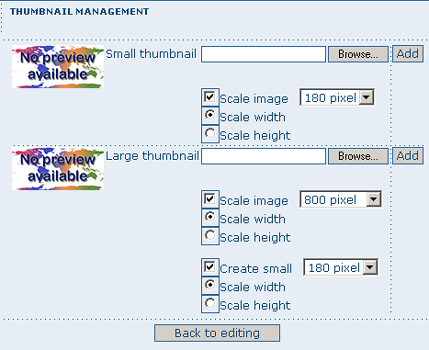 THUMBNAIL MANAGEMENT
No preview available
Small thumbnail Browse... Add
Scale image 180 pixel
Scale width
Scale height
No preview available
Large thumbnail Browse... Add
Scale image 800 pixel
Scale width
Scale height
Create small 180 pixel
Scale width
Scale height
Back to editing